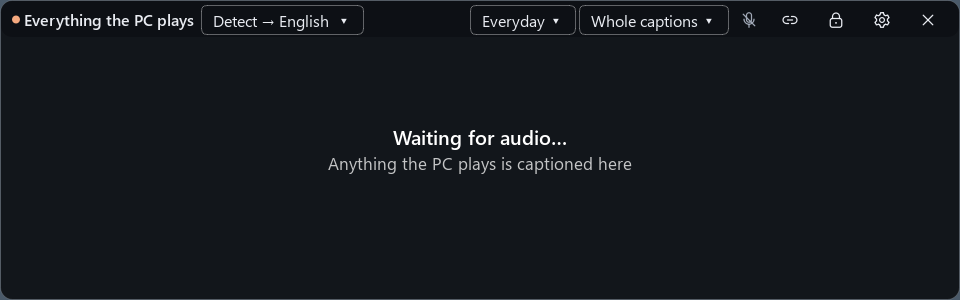 Everything the PC plays
Detect → English
Everyday
Whole captions
Waiting for audio...
Anything the PC plays is captioned here